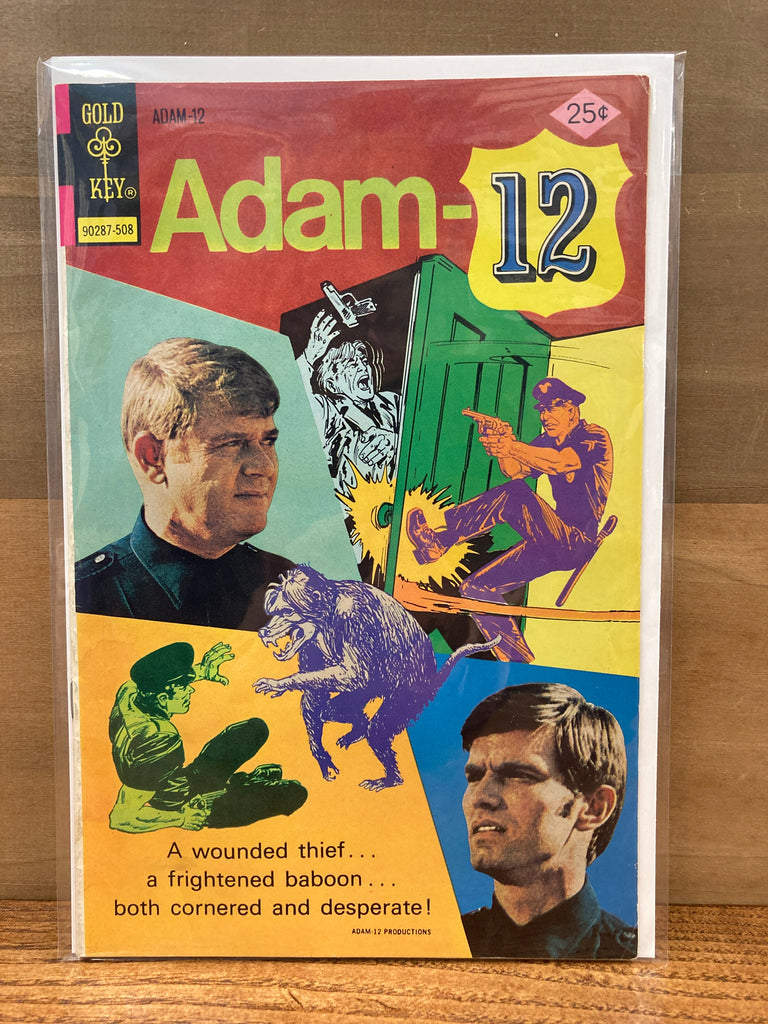 GOLD
KEY®
90287-508
ADAM-12
25¢
Adam-12
A wounded thief...
a frightened baboon...
both cornered and desperate!
ADAM-12 PRODUCTIONS